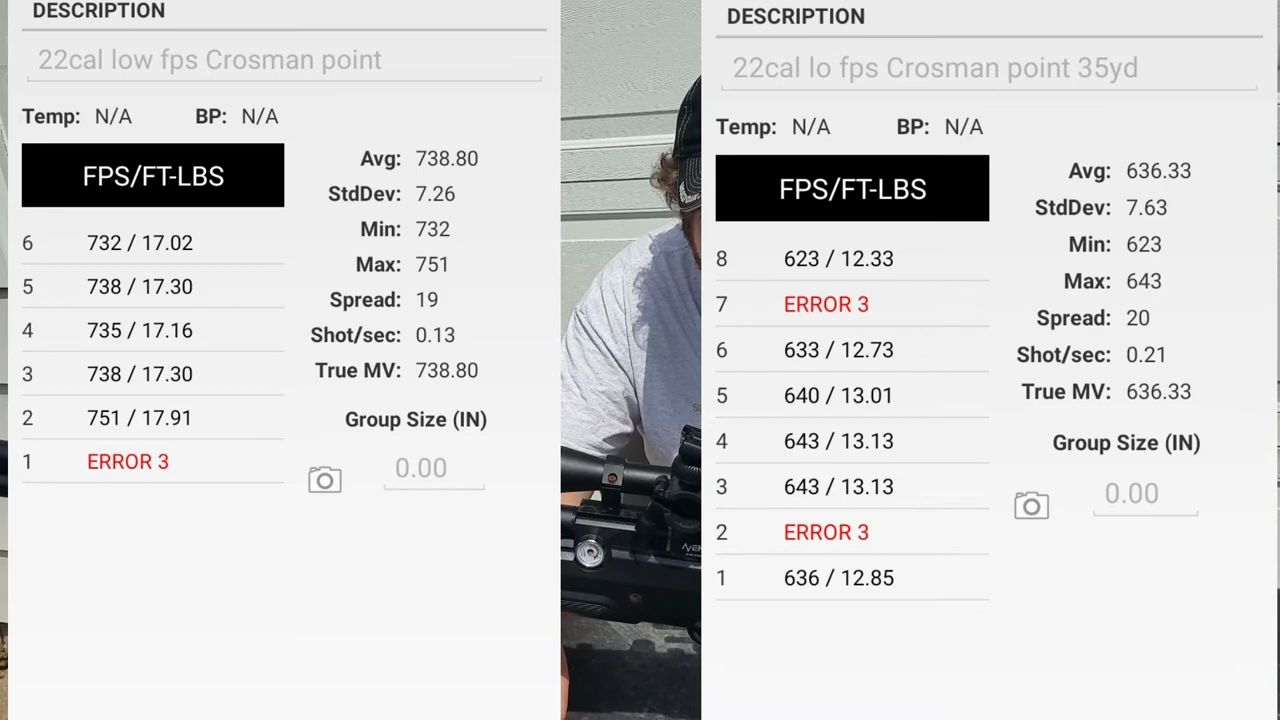 DESCRIPTION
22cal low fps Crosman point
Temp: N/A BP: N/A
FPS/FT-LBS
6 732 / 17.02
5 738 / 17.30
4 735 / 17.16
3 738 / 17.30
2 751 / 17.91
1 ERROR 3
Avg: 738.80
StdDev: 7.26
Min: 732
Max: 751
Spread: 19
Shot/sec: 0.13
True MV: 738.80
Group Size (IN)
0.00
DESCRIPTION
22cal lo fps Crosman point 35yd
Temp: N/A BP: N/A
FPS/FT-LBS
8 623 / 12.33
7 ERROR 3
6 633 / 12.73
5 640 / 13.01
4 643 / 13.13
3 643 / 13.13
2 ERROR 3
1 636 / 12.85
Avg: 636.33
StdDev: 7.63
Min: 623
Max: 643
Spread: 20
Shot/sec: 0.21
True MV: 636.33
Group Size (IN)
0.00